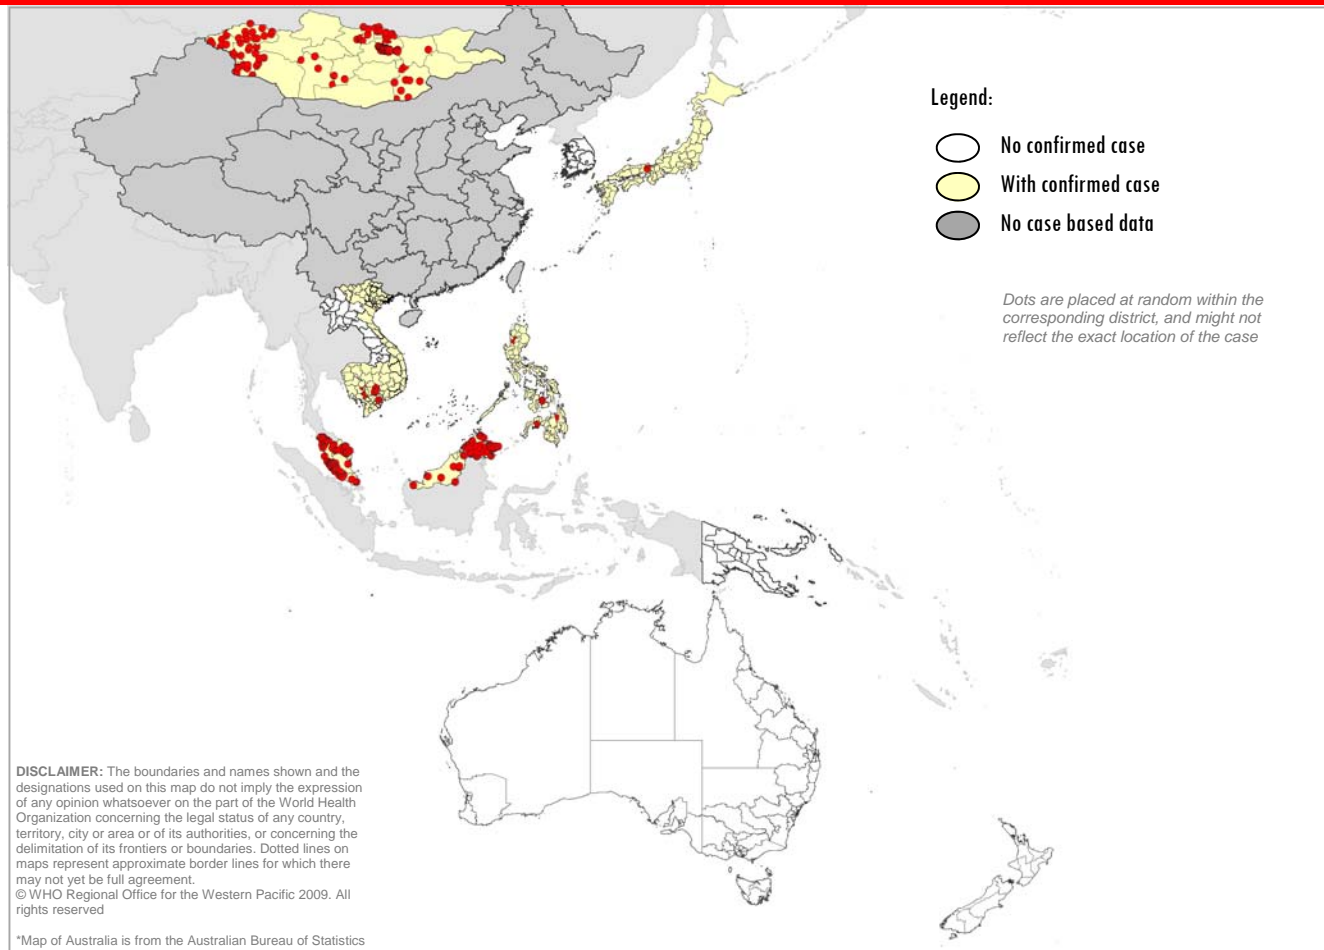 Legend:
No confirmed case
With confirmed case
No case based data
Dots are placed at random within the
corresponding district, and might not
reflect the exact location of the case
DISCLAIMER: The boundaries and names shown and the
designations used on this map do not imply the expression
of any opinion whatsoever on the part of the World Health
Organization concerning the legal status of any country,
territory, city or area or of its authorities, or concerning the
delimitation of its frontiers or boundaries. Dotted lines on
maps represent approximate border lines for which there
may not yet be full agreement.
© WHO Regional Office for the Western Pacific 2009. All
rights reserved
*Map of Australia is from the Australian Bureau of Statistics